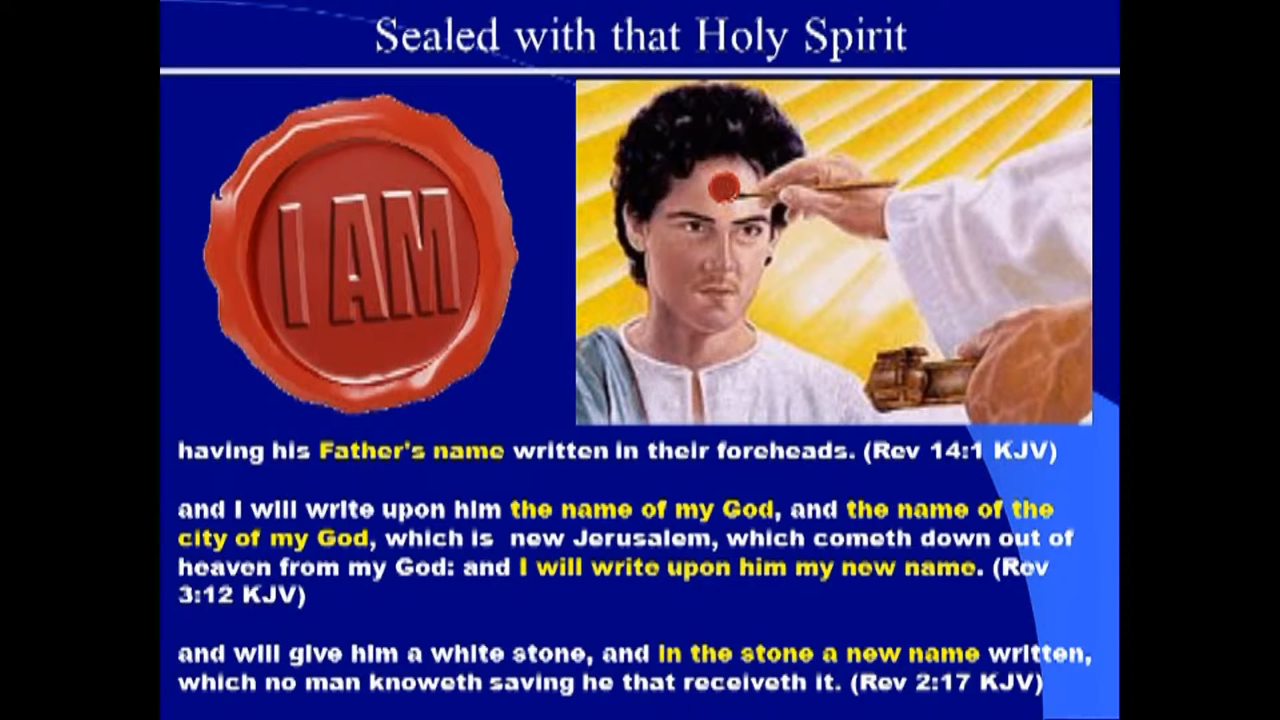 Sealed with that Holy Spirit
I AM
having his Father's name written in their foreheads. (Rev 14:1 KJV)
and I will write upon him the name of my God, and the name of the
city of my God, which is new Jerusalem, which cometh down out of
heaven from my God: and I will write upon him my new name. (Rev
3:12 KJV)
and will give him a white stone, and in the stone a new name written,
which no man knoweth saving he that receiveth it. (Rev 2:17 KJV)